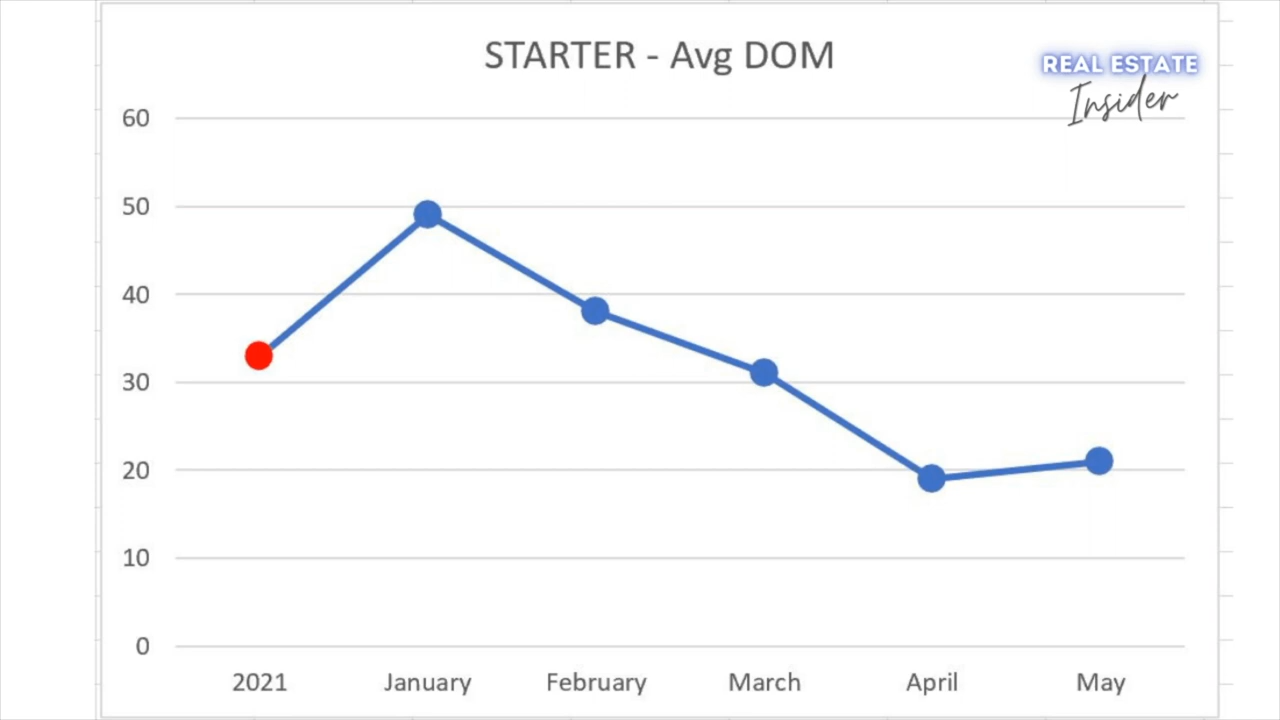 STARTER - Avg DOM
REAL ESTATE
Insider
60
50
40
30
20
10
0
2021 January February March April May